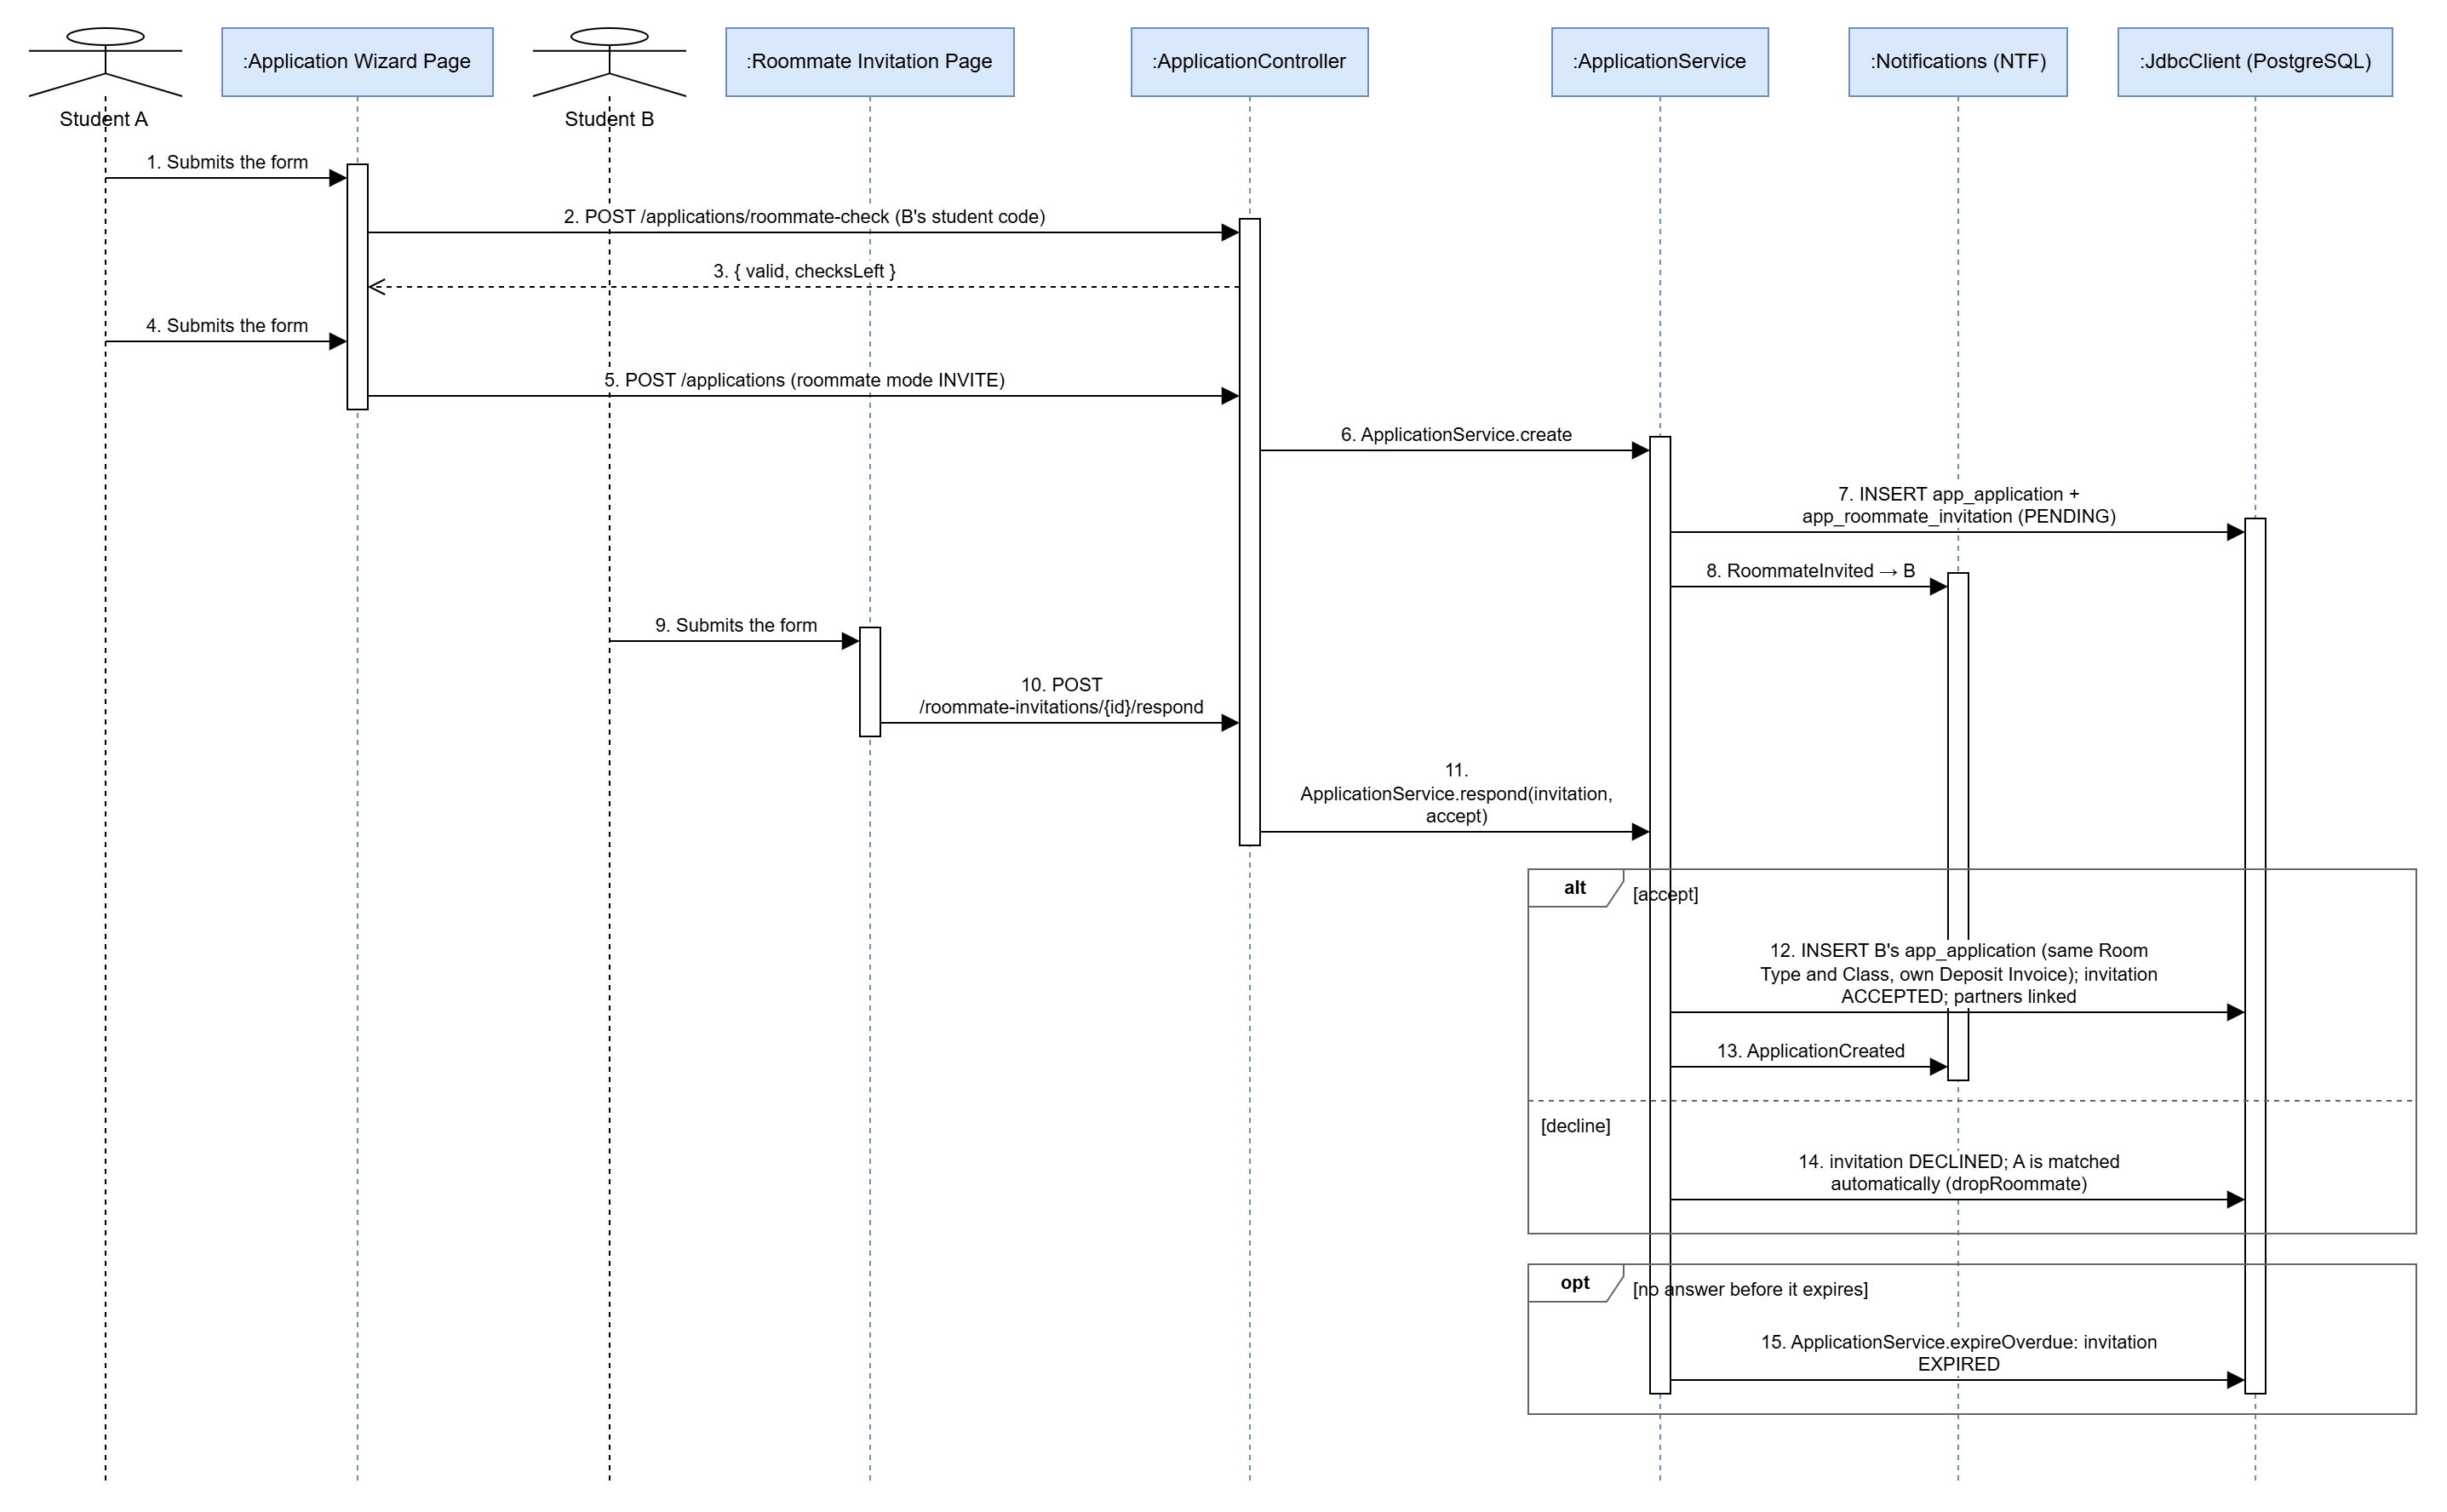 :Application Wizard Page
:Roommate Invitation Page
:ApplicationController
:ApplicationService
:Notifications (NTF)
:JdbcClient (PostgreSQL)
Student A
Student B
1. Submits the form
2. POST /applications/roommate-check (B's student code)
3. { valid, checksLeft }
4. Submits the form
5. POST /applications (roommate mode INVITE)
6. ApplicationService.create
7. INSERT app_application +
app_roommate_invitation (PENDING)
8. RoommateInvited → B
9. Submits the form
10. POST
/roommate-invitations/{id}/respond
11.
ApplicationService.respond(invitation,
accept)
alt
[accept]
12. INSERT B's app_application (same Room
Type and Class, own Deposit Invoice); invitation
ACCEPTED; partners linked
13. ApplicationCreated
[decline]
14. invitation DECLINED; A is matched
automatically (dropRoommate)
opt
[no answer before it expires]
15. ApplicationService.expireOverdue: invitation
EXPIRED